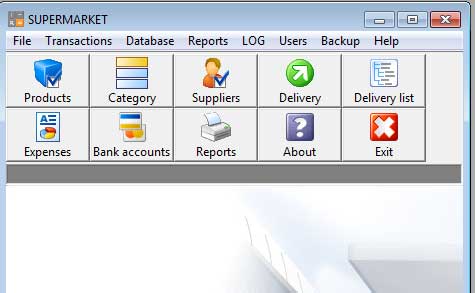 SUPERMARKET
File Transactions Database Reports LOG Users Backup Help
Products Category Suppliers Delivery Delivery list
Expenses Bank accounts Reports About Exit